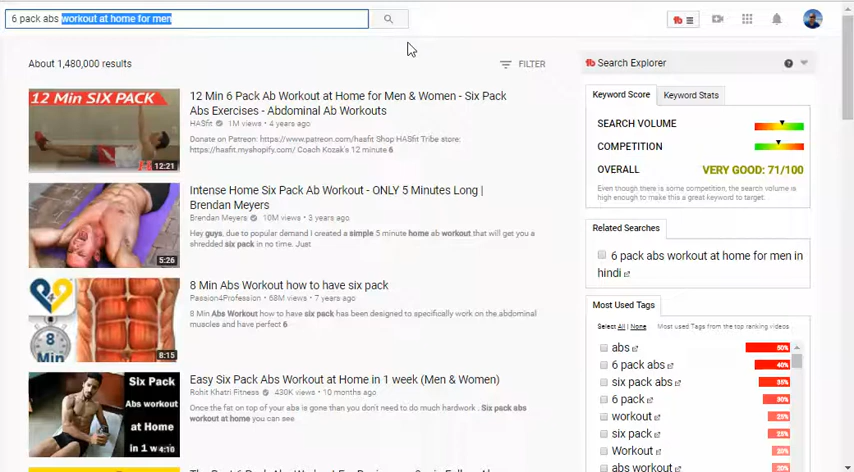 6 pack abs workout at home for men
About 1,480,000 results
FILTER
12 Min SIX PACK
12:21
12 Min 6 Pack Ab Workout at Home for Men & Women - Six Pack
Abs Exercises - Abdominal Ab Workouts
HASfit • 1M views • 4 years ago
Donate on Patreon: https://www.patreon.com/hasfit Shop HASfit Tribe store:
https://hasfit.myshopify.com/ Coach Kozak's 12 minute 6
5:26
Intense Home Six Pack Ab Workout - ONLY 5 Minutes Long |
Brendan Meyers
Brendan Meyers • 10M views • 3 years ago
Hey guys, due to popular demand I created a simple 5 minute home ab workout that will get you a
shredded six pack in no time. Just
8
Min
8:15
8 Min Abs Workout how to have six pack
Passion4Profession • 68M views • 7 years ago
8 Min Abs Workout how to have six pack has been designed to specifically work on the abdominal
muscles and have perfect 6
Six Pack
Abs workout
at Home
in 1 w
4:10
Easy Six Pack Abs Workout at Home in 1 week (Men & Women)
Rohit Khatri Fitness • 430K views • 10 months ago
Once the fat on top of your abs is gone than you don't need to do much hardwork . Six pack abs
workout at home you can see.
Search Explorer
Keyword Score
Keyword Stats
SEARCH VOLUME
COMPETITION
OVERALL VERY GOOD: 71/100
Even though there is some competition, the search volume is
high enough to make this a great keyword to target.
Related Searches
6 pack abs workout at home for men in
hindi
Most Used Tags
Select All | None Most used Tags from the top ranking videos
abs 50%
6 pack abs 40%
six pack abs 35%
6 pack 30%
workout 25%
six pack 25%
Workout 20%
abs workout 20%